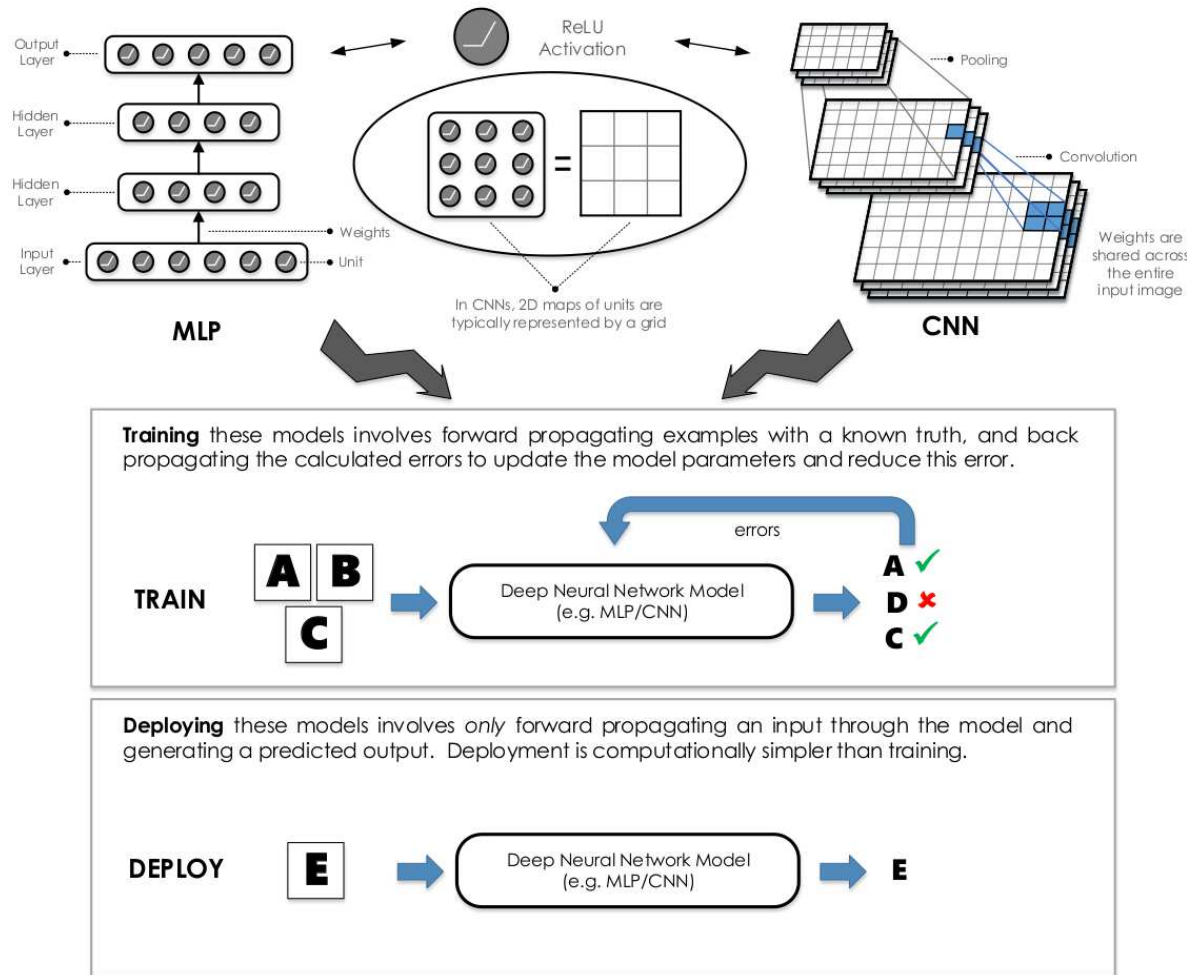 Output
Layer
Hidden
Layer
Hidden
Layer
Input
Layer
Weights
Unit
MLP
ReLU
Activation
=
In CNNs, 2D maps of units are
typically represented by a grid
Pooling
Convolution
Weights are
shared across
the entire
input image
CNN
Training these models involves forward propagating examples with a known truth, and back
propagating the calculated errors to update the model parameters and reduce this error.
errors
TRAIN
A B
C
Deep Neural Network Model
(e.g. MLP/CNN)
A ✓
D ✘
C ✓
Deploying these models involves only forward propagating an input through the model and
generating a predicted output. Deployment is computationally simpler than training.
DEPLOY
E
Deep Neural Network Model
(e.g. MLP/CNN)
E